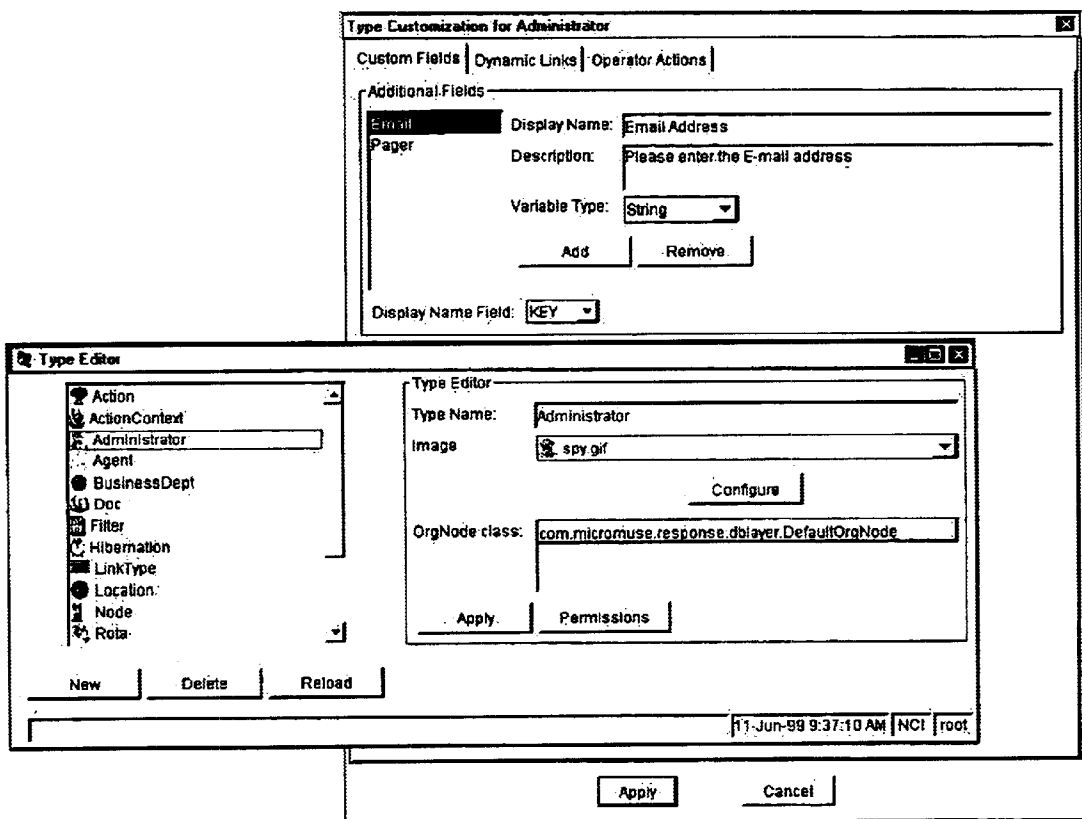 Type Customization for Administrator
Custom Fields Dynamic Links Operator Actions
Additional Fields
Email
Pager
Display Name: Email Address
Description: Please enter the E-mail address
Variable Type: String
Add Remove
Display Name Field: KEY
Type Editor
Action
ActionContext
Administrator
Agent
BusinessDept
Doc
Filter
Hibernation
LinkType
Location
Node
Rota
Type Editor
Type Name: Administrator
Image spy.gif
Configure
OrgNode class: com.micromuse.response.dblayer.DefaultOrgNode
Apply Permissions
New Delete Reload
11-Jun-99 9:37:10 AM NCI root
Apply Cancel